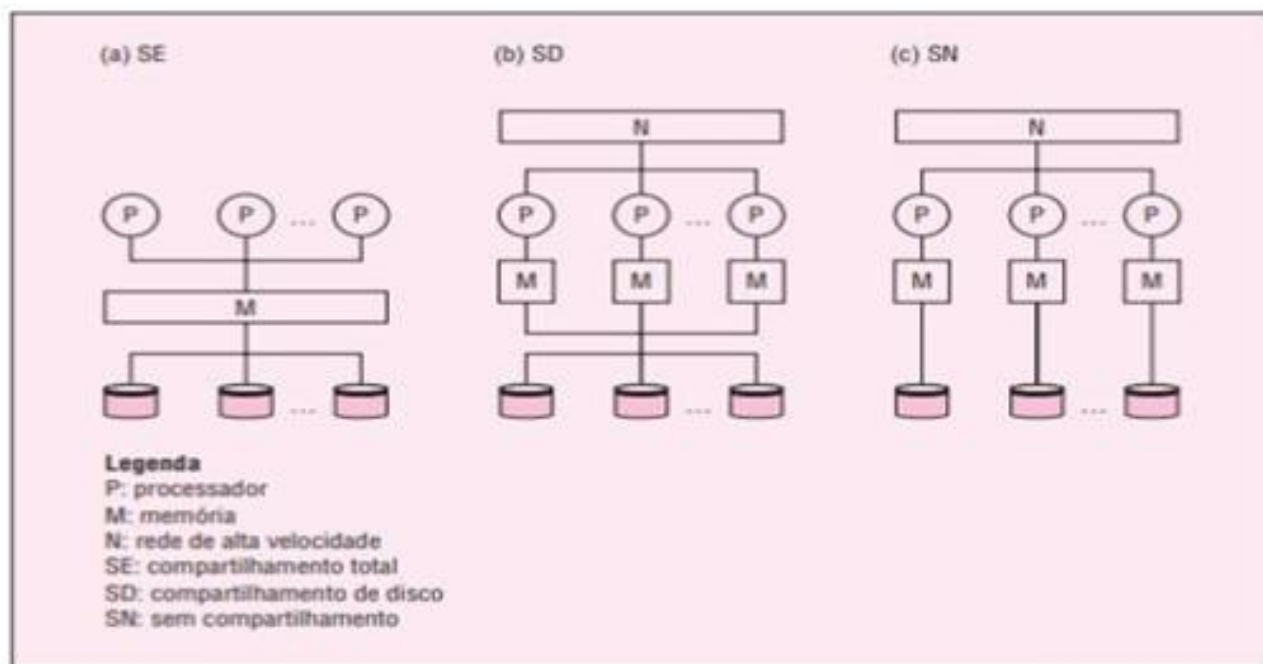 (a) SE
(b) SD
(c) SN
N
N
P P ... P
P P ... P
P P ... P
M M M
M M M
M
...
...
...
Legenda
P: processador
M: memória
N: rede de alta velocidade
SE: compartilhamento total
SD: compartilhamento de disco
SN: sem compartilhamento